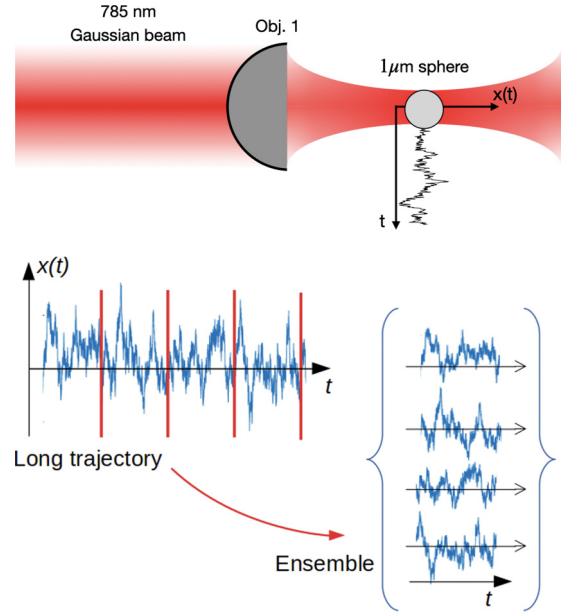 785 nm
Gaussian beam
Obj. 1
1μm sphere
x(t)
t
x(t)
t
Long trajectory
Ensemble
t